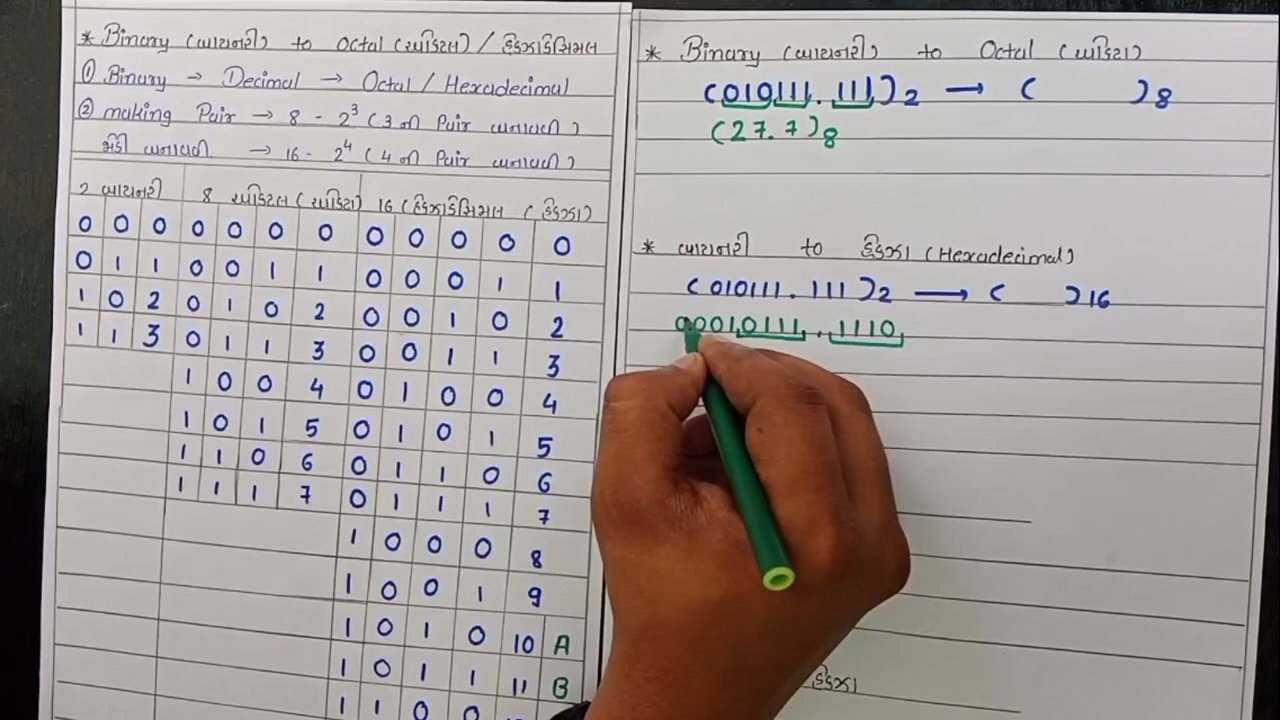 * Binary (બાયનરી) to Octal (ઓક્ટિલ) / હેક્ઝાડેસિમલ
① Binary → Decimal → Octal / Hexadecimal
② making Pair → 8 - 2³ (3 ની Pair બનાવવી)
બનાવવી → 16 - 2⁴ (4 ની Pair બનાવવી)
2 બાયનરી 8 16
0 0 0 0 0 0 0 0 0 0 0 0
0 1 1 0 0 1 1 0 0 0 1 1
1 0 2 0 1 0 2 0 0 1 0 2
1 1 3 0 1 1 3 0 0 1 1 3
1 0 0 4 0 1 0 0 4
1 0 1 5 0 1 0 1 5
1 1 0 6 0 1 1 0 6
1 1 1 7 0 1 1 1 7
1 0 0 0 8
1 0 0 1 9
1 0 1 0 10 A
1 0 1 1 11 B
1 1 0 0
* Binary (બાયનરી) to Octal
(010111.111)2 → ( )8
(27.7)8
* બાયનરી to હેક્ઝા (Hexadecimal)
(010111.111)2 → ( )16
00010111.1110
હેક્ઝા